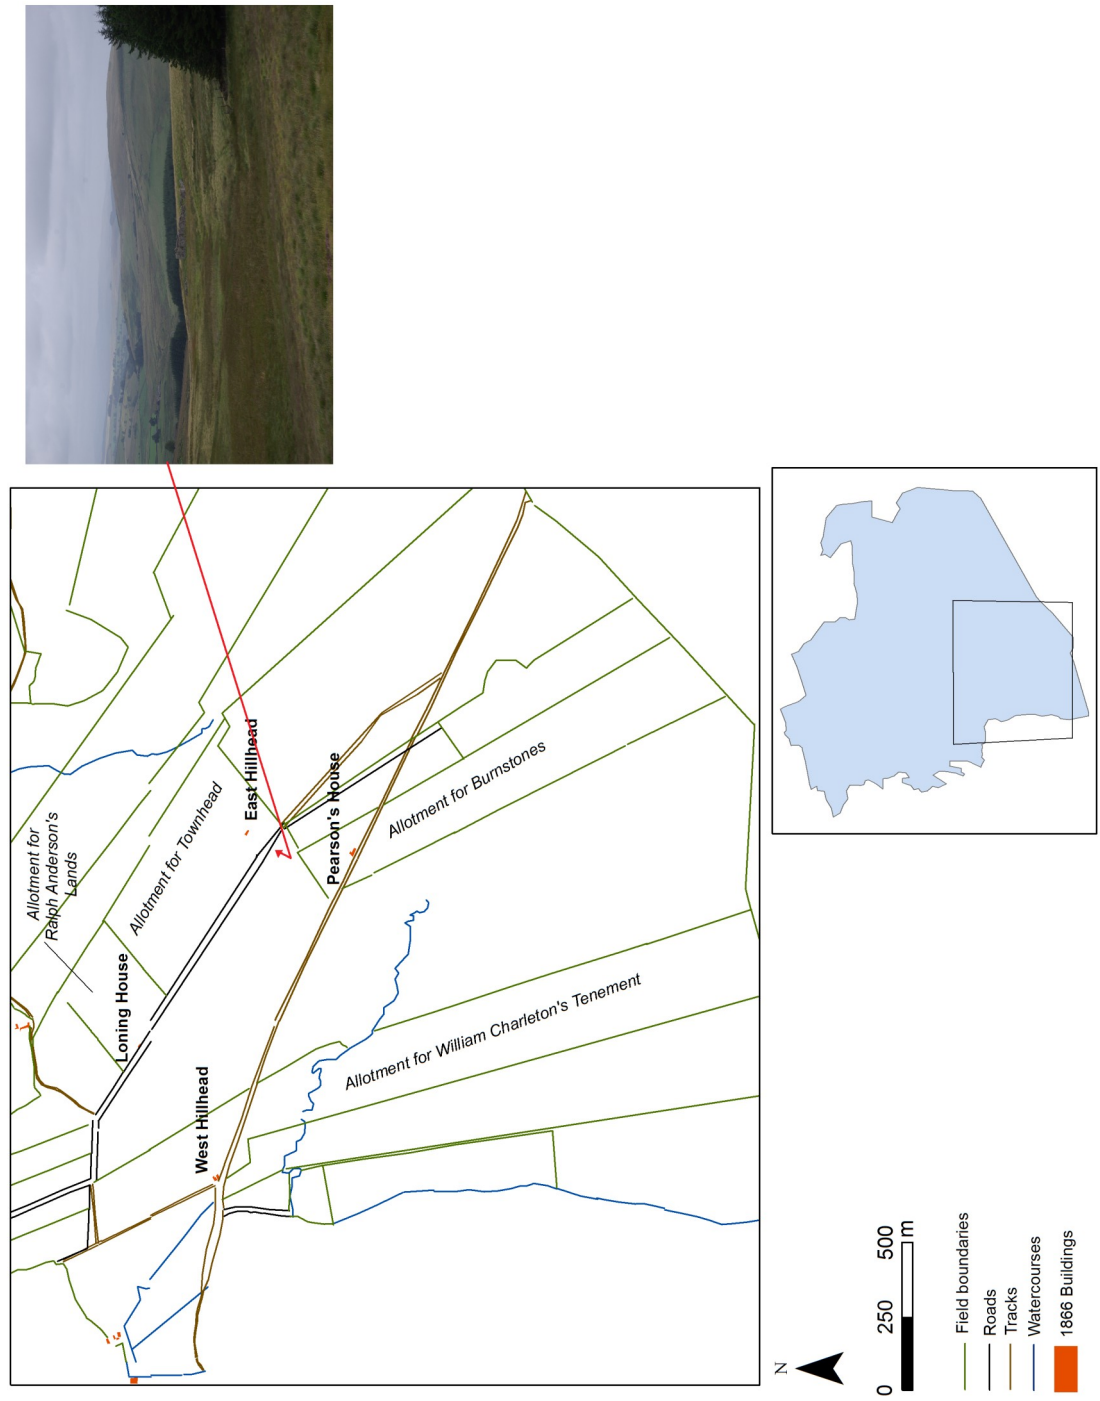 Allotment for
Ralph Anderson's
Lands
Allotment for Townhead
East Hillhead
Loning House
Pearson's House
Allotment for Burnstones
West Hillhead
Allotment for William Charleton's Tenement
N
0 250 500
m
Field boundaries
Roads
Tracks
Watercourses
1866 Buildings